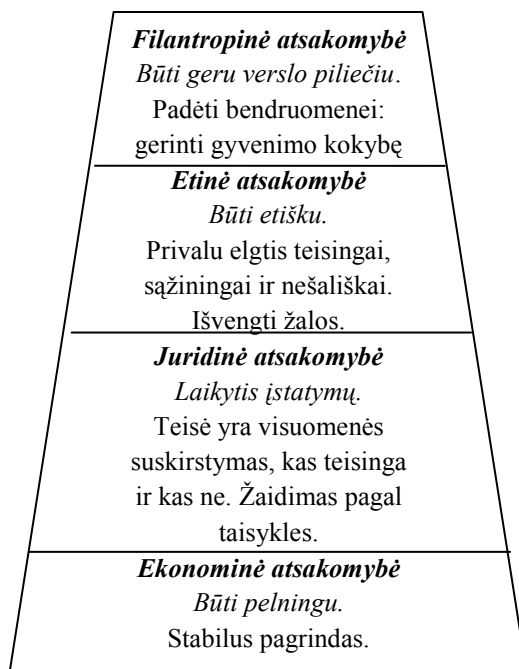 Filantropinė atsakomybė
Būti geru verslo piliečiu.
Padėti bendruomenei:
gerinti gyvenimo kokybę
Etinė atsakomybė
Būti etišku.
Privalu elgtis teisingai,
sąžiningai ir nešališkai.
Išvengti žalos.
Juridinė atsakomybė
Laikytis įstatymų.
Teisė yra visuomenės
suskirstymas, kas teisinga
ir kas ne. Žaidimas pagal
taisykles.
Ekonominė atsakomybė
Būti pelningu.
Stabilus pagrindas.